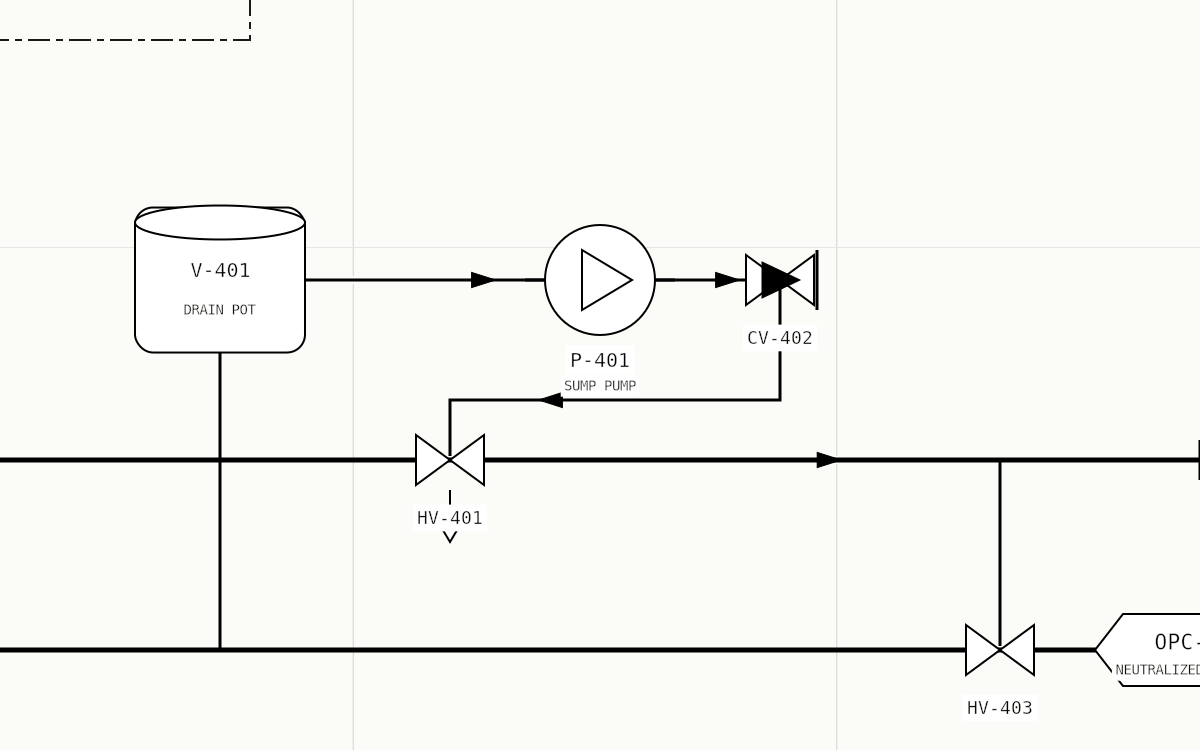 V-401
DRAIN POT
CV-402
P-401
SUMP PUMP
HV-401
OPC-
NEUTRALIZED
HV-403